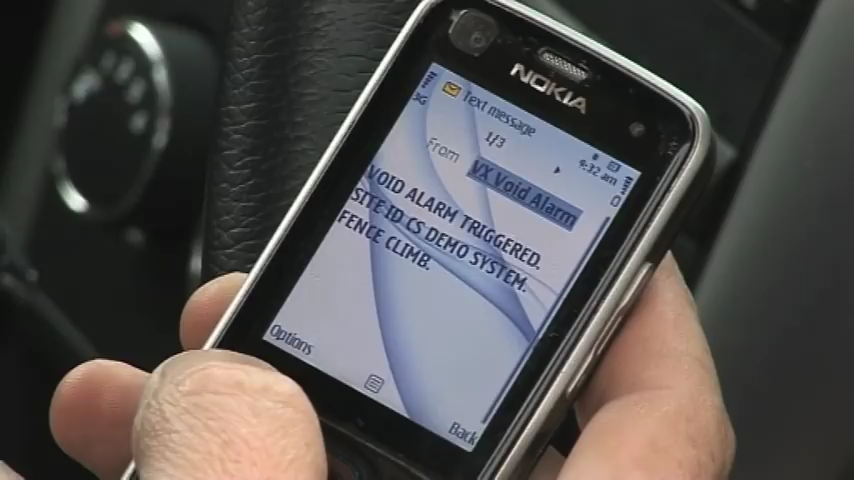 NOKIA
3G
Text message
1/3
9:32 am
From
VX Void Alarm
VOID ALARM TRIGGERED.
SITE ID CS DEMO SYSTEM.
FENCE CLIMB.
Options
Back